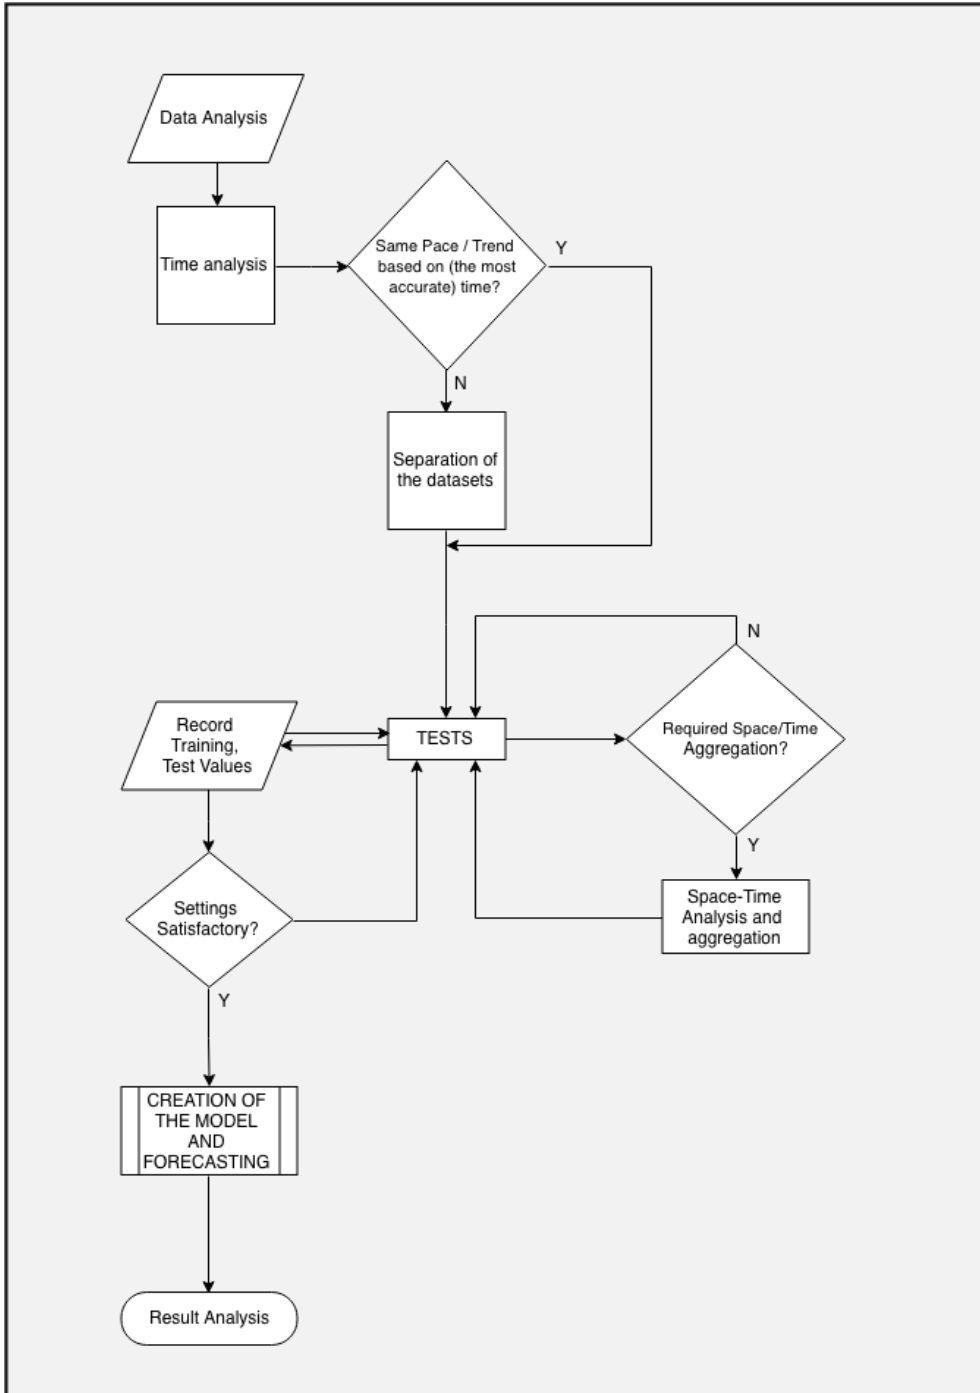 Data Analysis
Time analysis
Same Pace / Trend
based on (the most
accurate) time?
Y
N
Separation of
the datasets
N
Record
Training,
Test Values
TESTS
Required Space/Time
Aggregation?
Y
Space-Time
Analysis and
aggregation
Settings
Satisfactory?
Y
CREATION OF
THE MODEL
AND
FORECASTING
Result Analysis